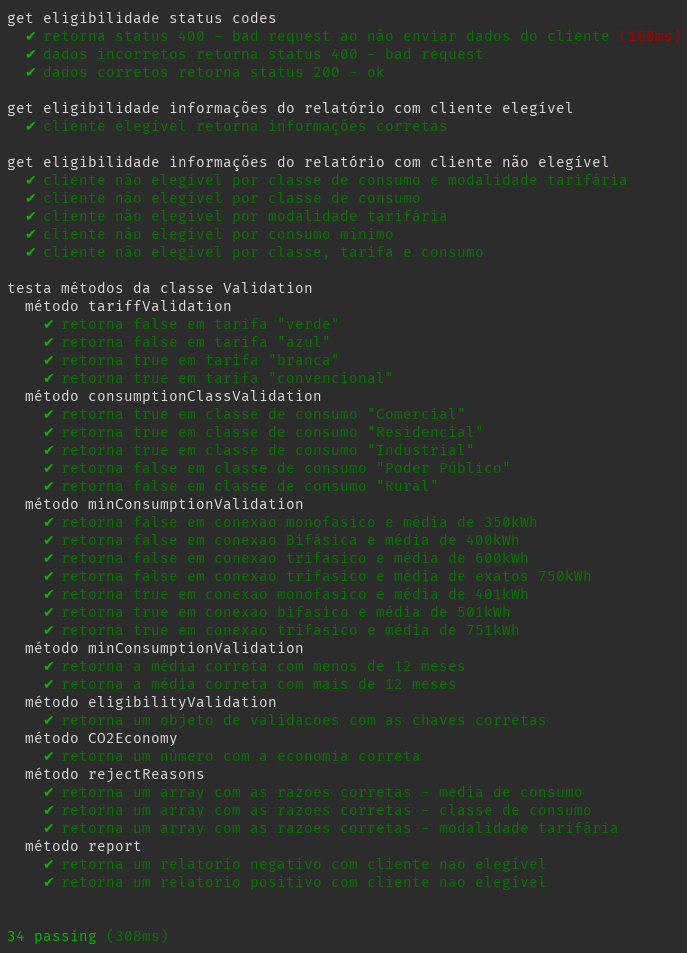 get eligibilidade status codes
✔ retorna status 400 - bad request ao não enviar dados do cliente (160ms)
✔ dados incorretos retorna status 400 - bad request
✔ dados corretos retorna status 200 - ok
get eligibilidade informações do relatório com cliente elegível
✔ cliente elegível retorna informações corretas
get eligibilidade informações do relatório com cliente não elegível
✔ cliente não elegível por classe de consumo e modalidade tarifária
✔ cliente não elegível por classe de consumo
✔ cliente não elegível por modalidade tarifária
✔ cliente não elegível por consumo mínimo
✔ cliente não elegível por classe, tarifa e consumo
testa métodos da classe Validation
método tariffValidation
✔ retorna false em tarifa "verde"
✔ retorna false em tarifa "azul"
✔ retorna true em tarifa "branca"
✔ retorna true em tarifa "convencional"
método consumptionClassValidation
✔ retorna true em classe de consumo "Comercial"
✔ retorna true em classe de consumo "Residencial"
✔ retorna true em classe de consumo "Industrial"
✔ retorna false em classe de consumo "Poder Público"
✔ retorna false em classe de consumo "Rural"
método minConsumptionValidation
✔ retorna false em conexao monofasico e média de 350kWh
✔ retorna false em conexao Bifásica e média de 400kWh
✔ retorna false em conexao trifasico e média de 600kWh
✔ retorna false em conexao trifasico e média de exatos 750kWh
✔ retorna true em conexao monofasico e média de 401kWh
✔ retorna true em conexao bifasico e média de 501kWh
✔ retorna true em conexao trifasico e média de 751kWh
método minConsumptionValidation
✔ retorna a média correta com menos de 12 meses
✔ retorna a média correta com mais de 12 meses
método eligibilityValidation
✔ retorna um objeto de validacoes com as chaves corretas
método CO2Economy
✔ retorna um número com a economia correta
método rejectReasons
✔ retorna um array com as razoes corretas - media de consumo
✔ retorna um array com as razoes corretas - classe de consumo
✔ retorna um array com as razoes corretas - modalidade tarifária
método report
✔ retorna um relatorio negativo com cliente nao elegível
✔ retorna um relatorio positivo com cliente nao elegível
34 passing (308ms)